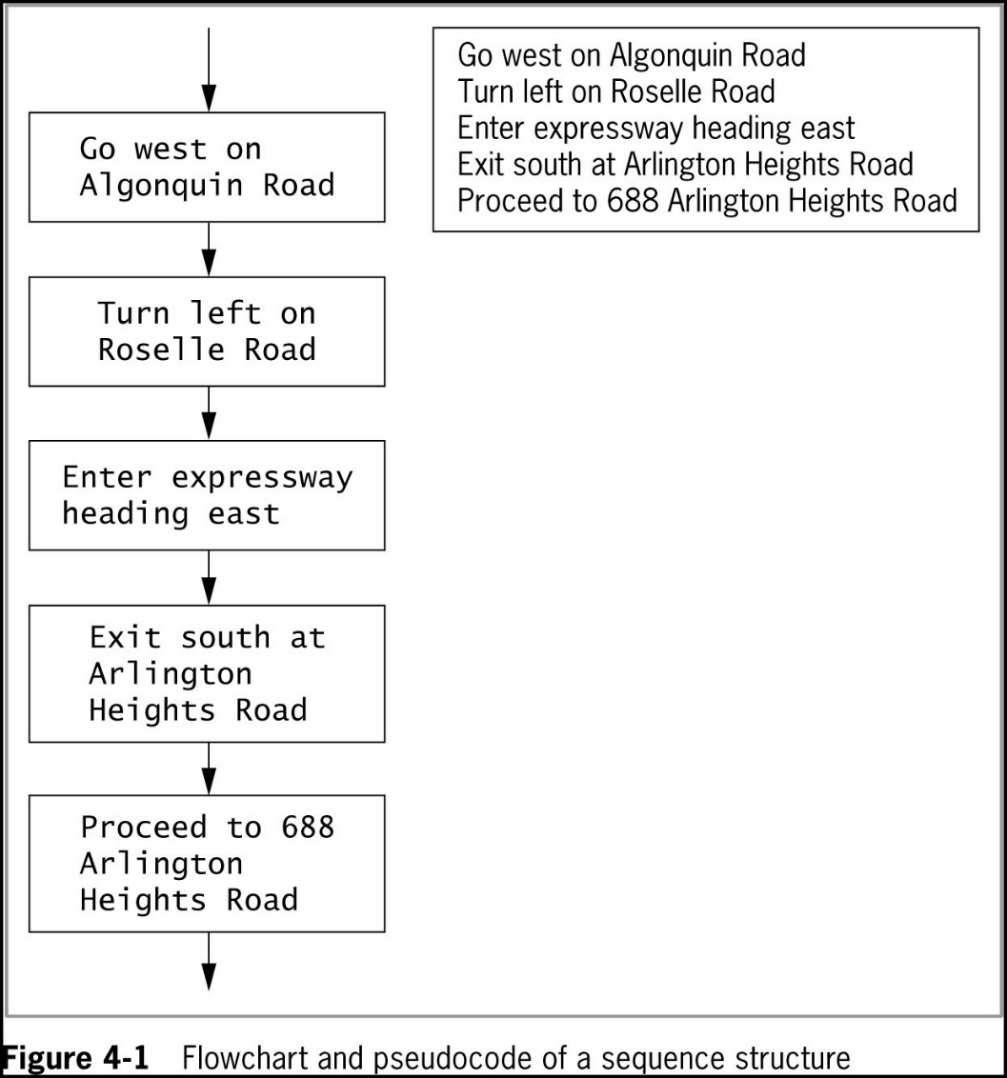 Go west on
Algonquin Road
Turn left on
Roselle Road
Enter expressway
heading east
Exit south at
Arlington
Heights Road
Proceed to 688
Arlington
Heights Road
Go west on Algonquin Road
Turn left on Roselle Road
Enter expressway heading east
Exit south at Arlington Heights Road
Proceed to 688 Arlington Heights Road
Figure 4-1 Flowchart and pseudocode of a sequence structure